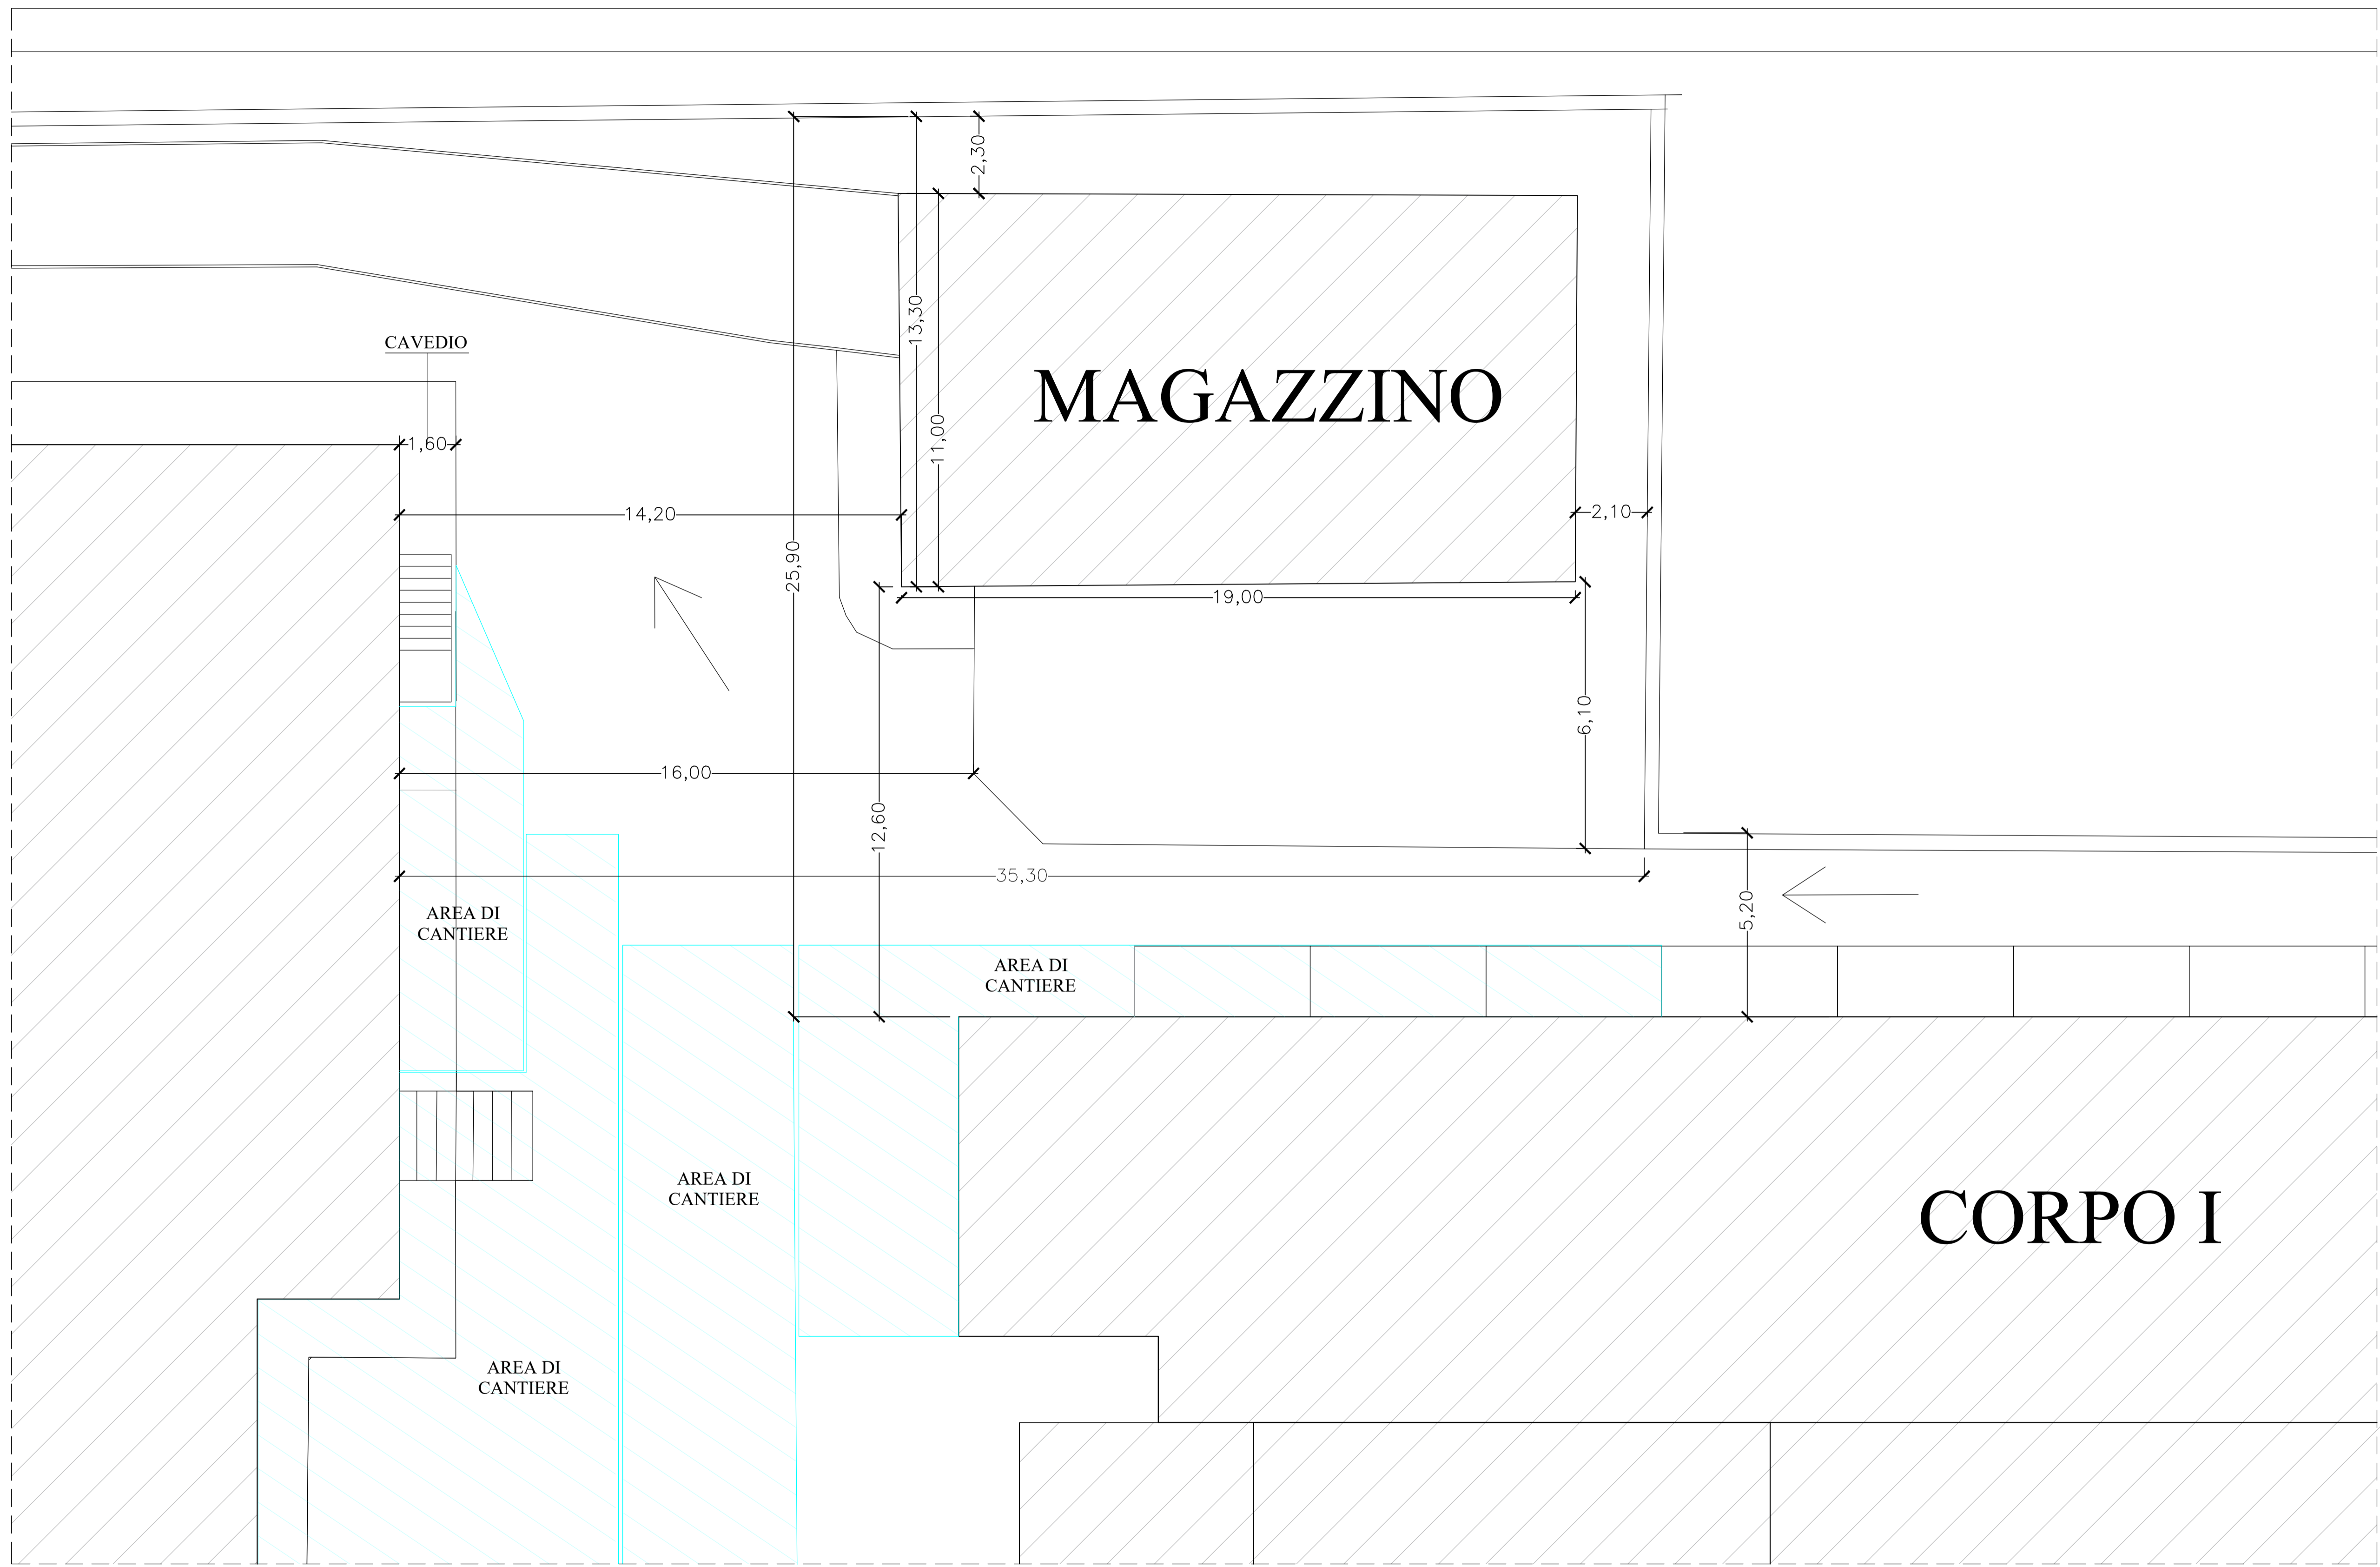 2,30
13,30
CAVEDIO
MAGAZZINO
11,00
1,60
14,20
2,10
25,90
19,00
6,10
16,00
12,60
35,30
5,20
AREA DI
CANTIERE
AREA DI
CANTIERE
AREA DI
CANTIERE
CORPO I
AREA DI
CANTIERE